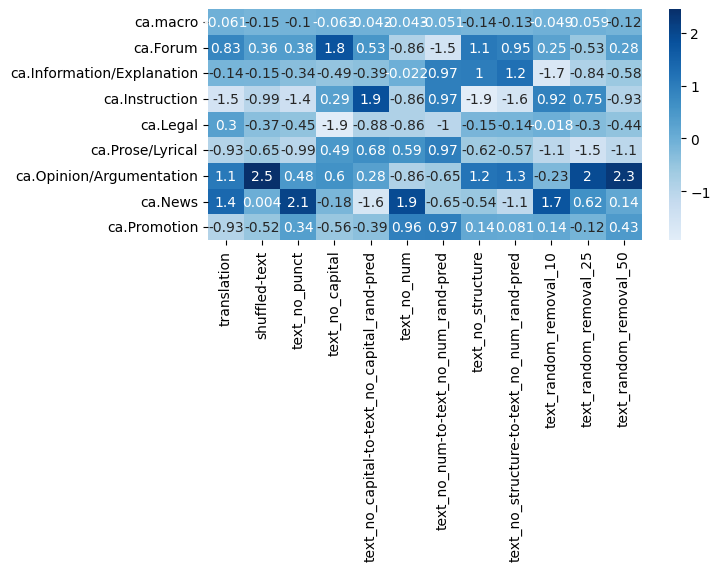 ca.macro -0.061 -0.15 -0.1 -0.063 -0.042 -0.043 -0.051 -0.14 -0.13 -0.049 -0.059 -0.12
ca.Forum 0.83 0.36 0.38 1.8 0.53 -0.86 -1.5 1.1 0.95 0.25 -0.53 0.28
ca.Information/Explanation -0.14 -0.15 -0.34 -0.49 -0.39 -0.022 0.97 1 1.2 -1.7 -0.84 -0.58
ca.Instruction -1.5 -0.99 -1.4 0.29 1.9 -0.86 0.97 -1.9 -1.6 0.92 0.75 -0.93
ca.Legal 0.3 -0.37 -0.45 -1.9 -0.88 -0.86 -1 -0.15 -0.14 -0.018 -0.3 -0.44
ca.Prose/Lyrical -0.93 -0.65 -0.99 0.49 0.68 0.59 0.97 -0.62 -0.57 -1.1 -1.5 -1.1
ca.Opinion/Argumentation 1.1 2.5 0.48 0.6 0.28 -0.86 -0.65 1.2 1.3 -0.23 2 2.3
ca.News 1.4 0.004 2.1 -0.18 -1.6 1.9 -0.65 -0.54 -1.1 1.7 0.62 0.14
ca.Promotion -0.93 -0.52 0.34 -0.56 -0.39 0.96 0.97 0.14 0.081 0.14 -0.12 0.43
translation
shuffled-text
text_no_punct
text_no_capital
text_no_capital-to-text_no_capital_rand-pred
text_no_num
text_no_num-to-text_no_num_rand-pred
text_no_structure
text_no_structure-to-text_no_num_rand-pred
text_random_removal_10
text_random_removal_25
text_random_removal_50
2
1
0
−1